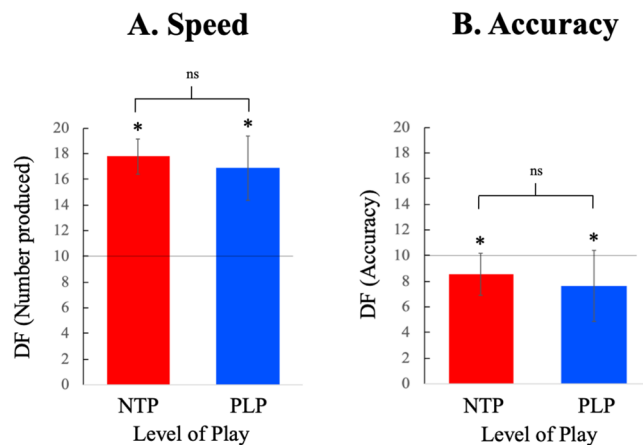 A. Speed
ns
*
*
20
18
16
14
12
10
8
6
4
2
0
DF (Number produced)
NTP
PLP
Level of Play
B. Accuracy
ns
*
*
20
18
16
14
12
10
8
6
4
2
0
DF (Accuracy)
NTP
PLP
Level of Play